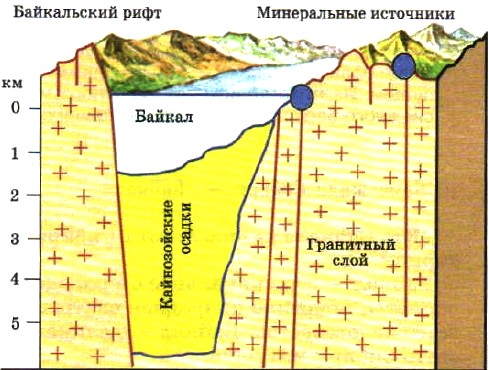 Байкальский рифт
Минеральные источники
км
0
Байкал
1
2
Кайнозойские
осадки
3
Гранитный
слой
4
5